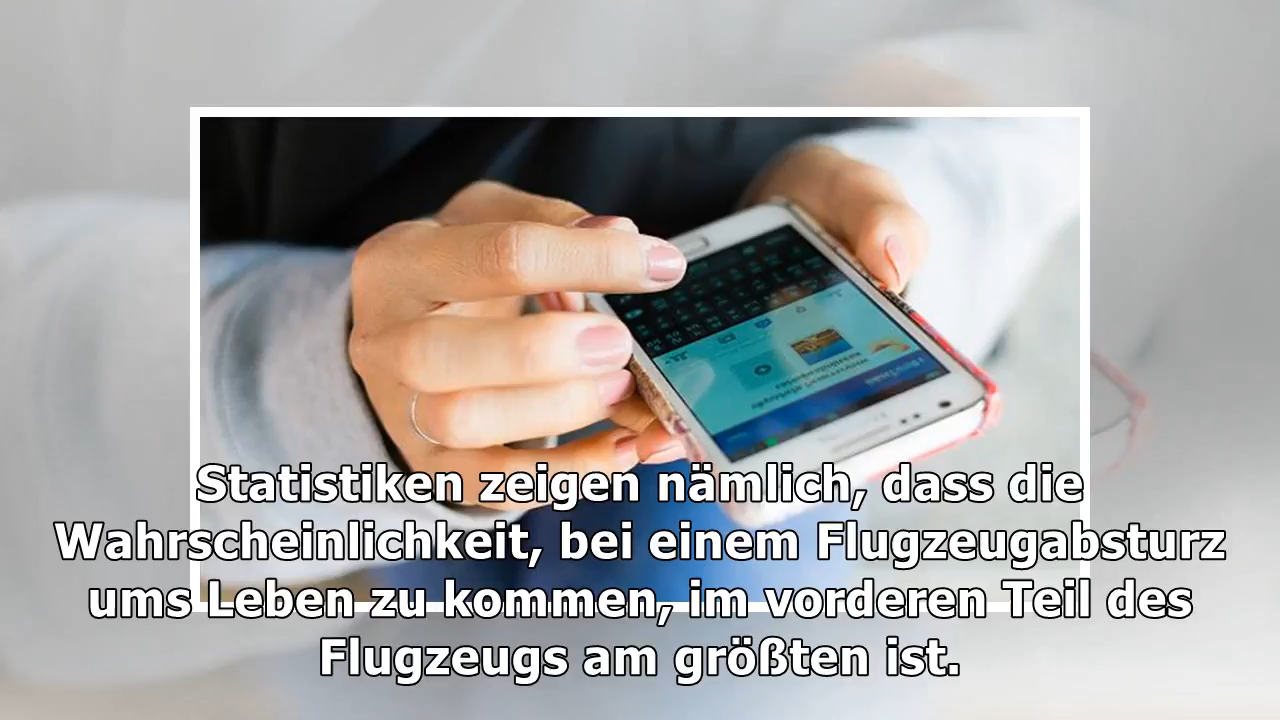 Statistiken zeigen nämlich, dass die
Wahrscheinlichkeit, bei einem Flugzeugabsturz
ums Leben zu kommen, im vorderen Teil des
Flugzeugs am größten ist.